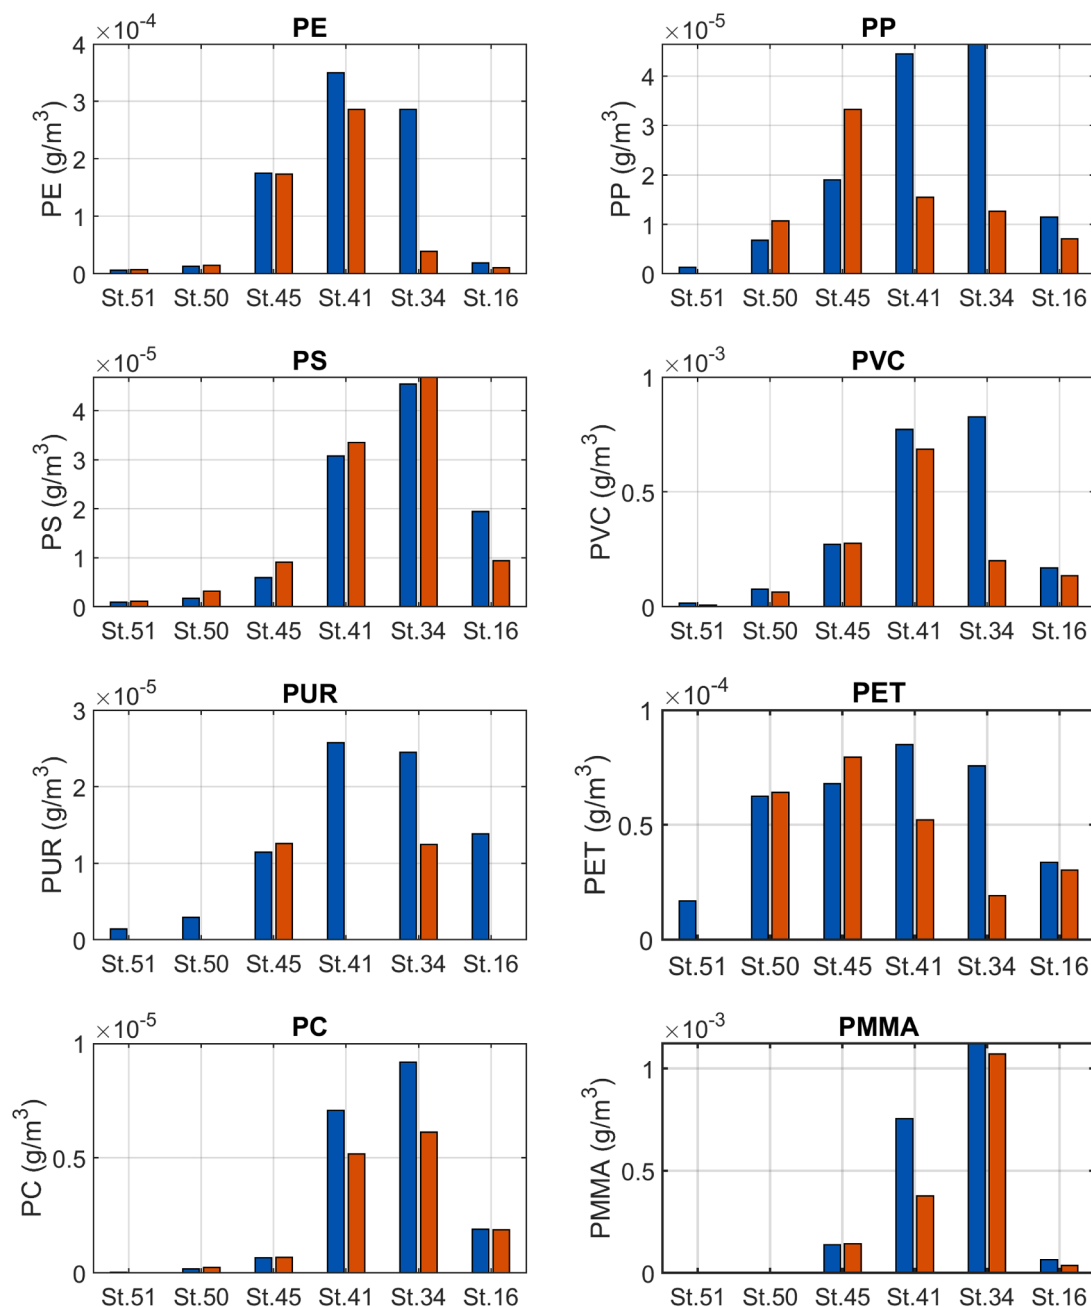 PE
×10-4
PE (g/m3)
4
3
2
1
0
St.51 St.50 St.45 St.41 St.34 St.16
PP
×10-5
PP (g/m3)
4
3
2
1
0
St.51 St.50 St.45 St.41 St.34 St.16
PS
×10-5
PS (g/m3)
4
3
2
1
0
St.51 St.50 St.45 St.41 St.34 St.16
PVC
×10-3
PVC (g/m3)
1
0.5
0
St.51 St.50 St.45 St.41 St.34 St.16
PUR
×10-5
PUR (g/m3)
3
2
1
0
St.51 St.50 St.45 St.41 St.34 St.16
PET
×10-4
PET (g/m3)
1
0.5
0
St.51 St.50 St.45 St.41 St.34 St.16
PC
×10-5
PC (g/m3)
1
0.5
0
St.51 St.50 St.45 St.41 St.34 St.16
PMMA
×10-3
PMMA (g/m3)
1
0.5
0
St.51 St.50 St.45 St.41 St.34 St.16